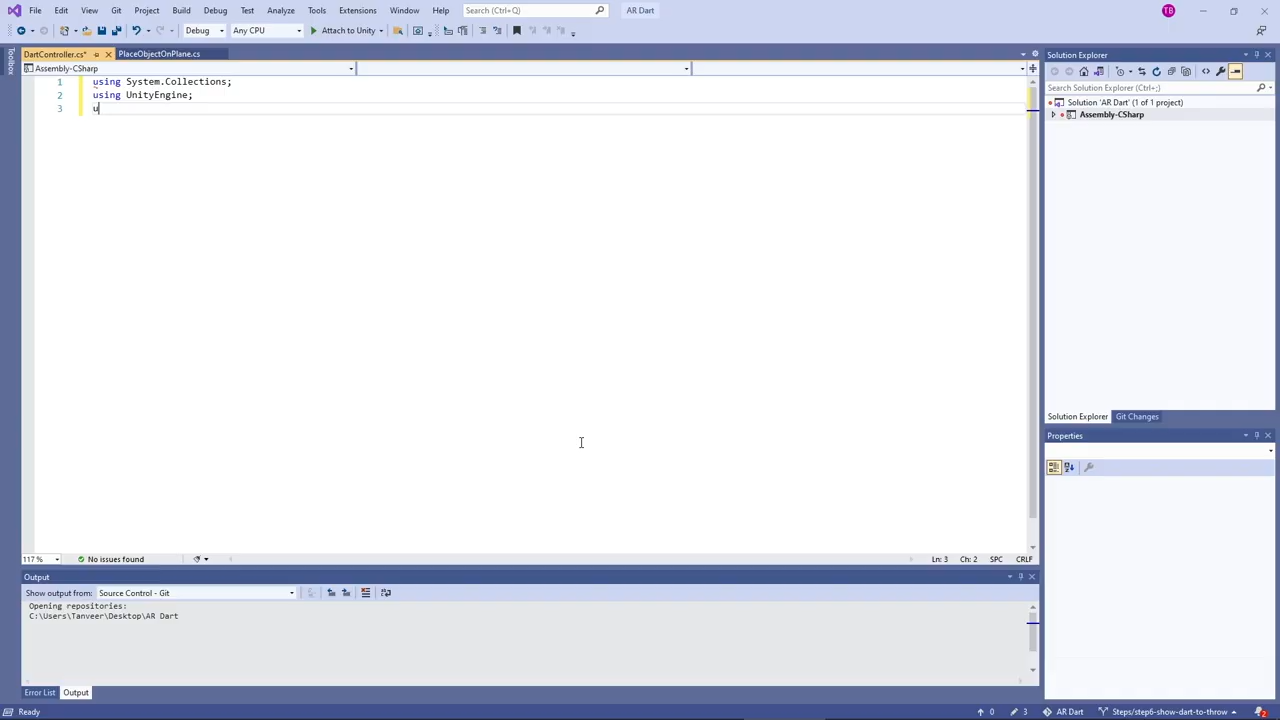 File Edit View Git Project Build Debug Test Analyze Tools Extensions Window Help Search (Ctrl+Q) AR Dart TB
Debug Any CPU Attach to Unity
Toolbox
DartController.cs* PlaceObjectOnPlane.cs
Assembly-CSharp
1 using System.Collections;
2 using UnityEngine;
3 u
117 % No issues found Ln: 3 Ch: 2 SPC CRLF
Output
Show output from: Source Control - Git
Opening repositories:
C:\Users\Tanveer\Desktop\AR Dart
Error List Output
Solution Explorer
Search Solution Explorer (Ctrl+;)
Solution 'AR Dart' (1 of 1 project)
Assembly-CSharp
Solution Explorer Git Changes
Properties
Ready 0 3 AR Dart Steps/step6-show-dart-to-throw 2